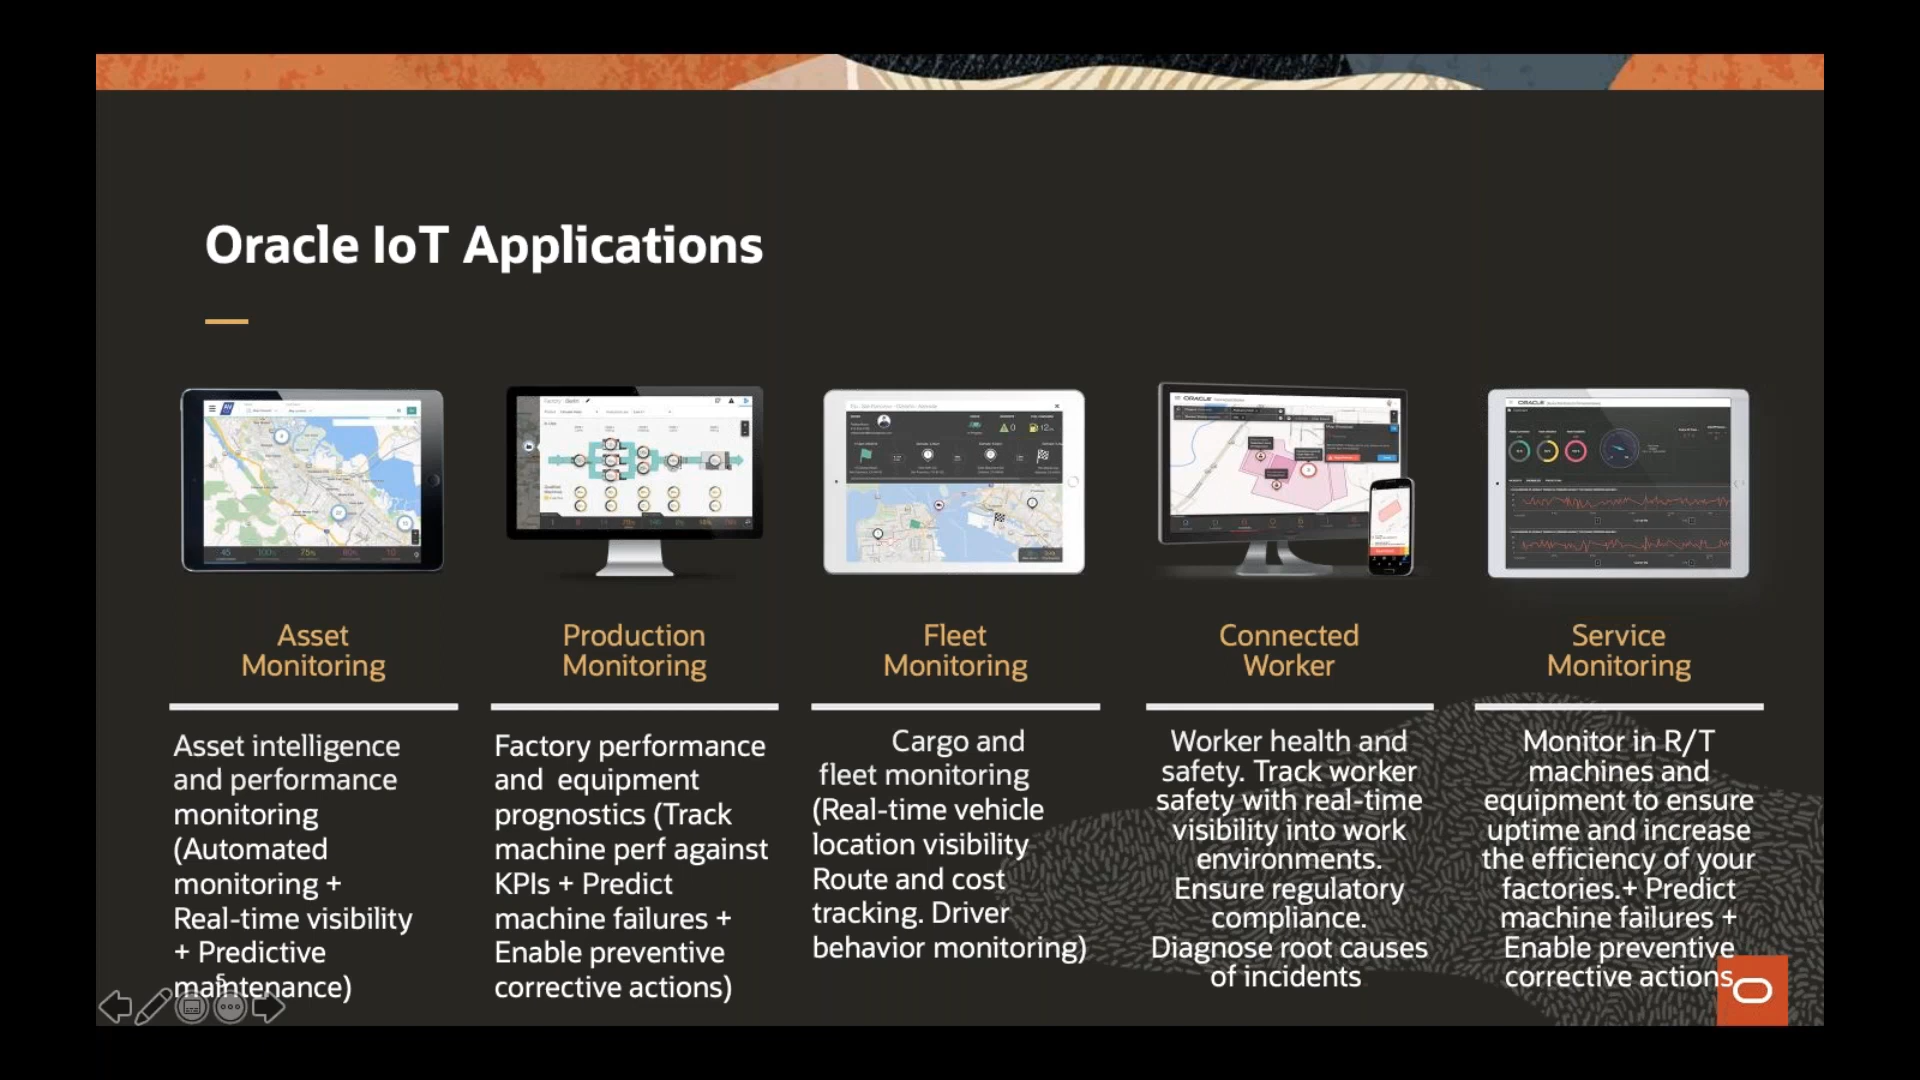 Oracle IoT Applications
Asset
Monitoring
Asset intelligence
and performance
monitoring
(Automated
monitoring +
Real-time visibility
+ Predictive
maintenance)
Production
Monitoring
Factory performance
and equipment
prognostics (Track
machine perf against
KPIs + Predict
machine failures +
Enable preventive
corrective actions)
Fleet
Monitoring
Cargo and
fleet monitoring
(Real-time vehicle
location visibility
Route and cost
tracking. Driver
behavior monitoring)
Connected
Worker
ORACLE
Worker health and
safety. Track worker
safety with real-time
visibility into work
environments.
Ensure regulatory
compliance.
Diagnose root causes
of incidents
Service
Monitoring
ORACLE
Monitor in R/T
machines and
equipment to ensure
uptime and increase
the efficiency of your
factories.+ Predict
machine failures +
Enable preventive
corrective actions
5